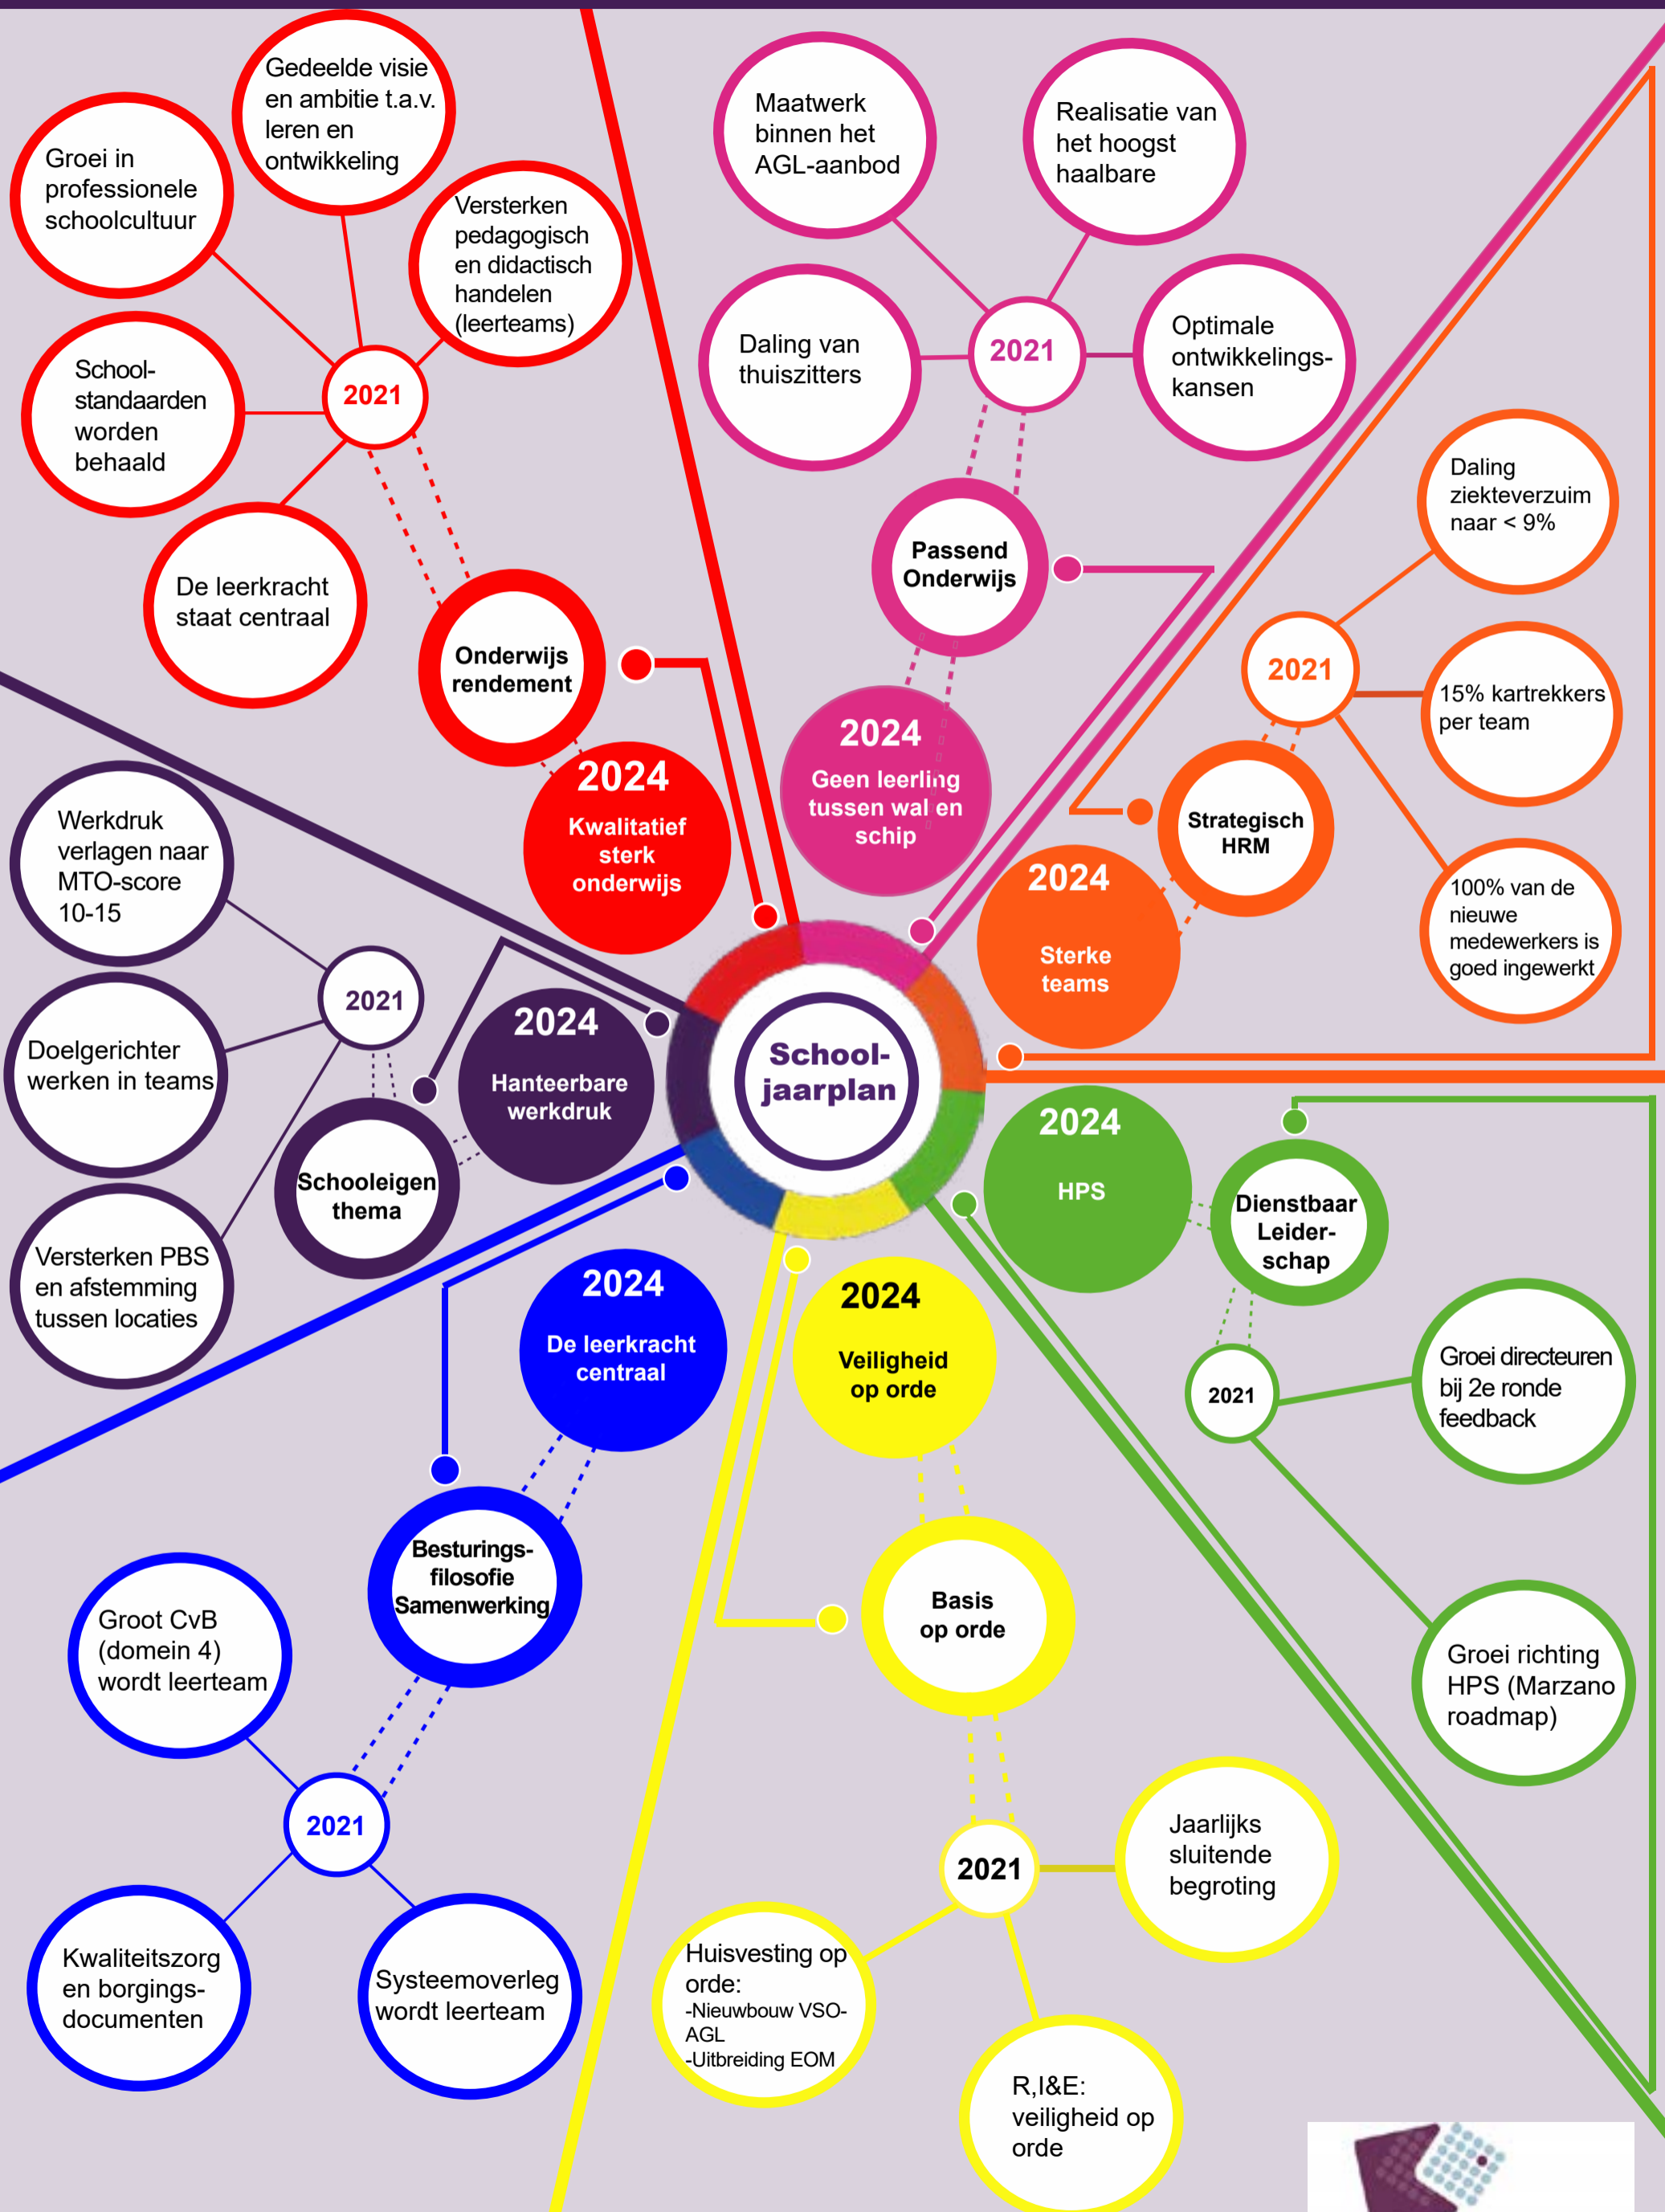 Gedeelde visie
en ambitie t.a.v.
leren en
ontwikkeling
Groei in
professionele
schoolcultuur
Versterken
pedagogisch
en didactisch
handelen
(leerteams)
School-
standaarden
worden
behaald
2021
De leerkracht
staat centraal
Onderwijs
rendement
2024
Kwalitatief
sterk
onderwijs
Maatwerk
binnen het
AGL-aanbod
Realisatie van
het hoogst
haalbare
Daling van
thuiszitters
2021
Optimale
ontwikkelings-
kansen
Passend
Onderwijs
2024
Geen leerling
tussen wal en
schip
Daling
ziekteverzuim
naar < 9%
2021
15% kartrekkers
per team
Strategisch
HRM
100% van de
nieuwe
medewerkers is
goed ingewerkt
2024
Sterke
teams
Werkdruk
verlagen naar
MTO-score
10-15
2021
Doelgerichter
werken in teams
2024
Hanteerbare
werkdruk
Schooleigen
thema
Versterken PBS
en afstemming
tussen locaties
School-
jaarplan
2024
HPS
Dienstbaar
Leider-
schap
2021
Groei directeuren
bij 2e ronde
feedback
Groei richting
HPS (Marzano
roadmap)
2024
De leerkracht
centraal
Besturings-
filosofie
Samenwerking
Groot CvB
(domein 4)
wordt leerteam
2021
Kwaliteitszorg
en borgings-
documenten
Systeemoverleg
wordt leerteam
2024
Veiligheid
op orde
Basis
op orde
2021
Jaarlijks
sluitende
begroting
Huisvesting op
orde:
-Nieuwbouw VSO-
AGL
-Uitbreiding EOM
R,I&E:
veiligheid op
orde